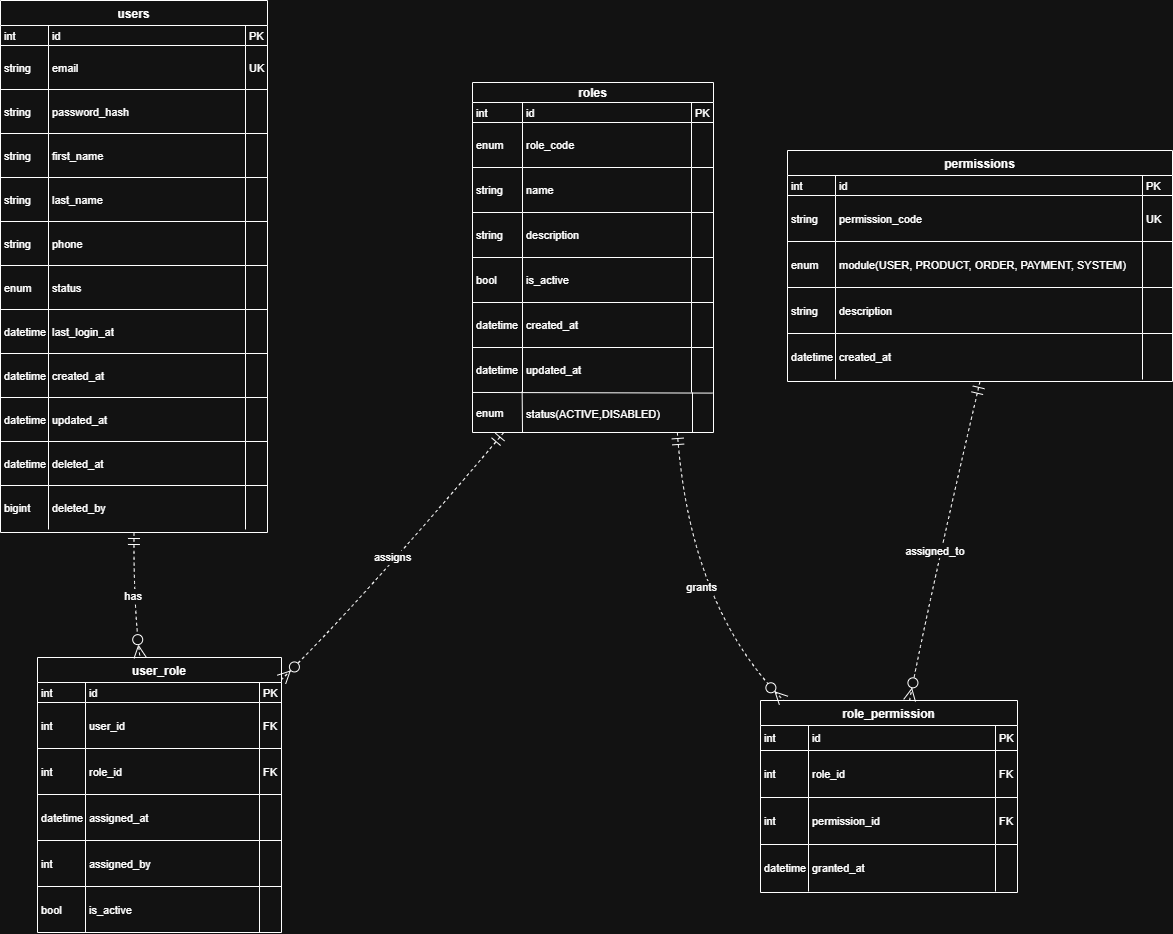 users
int id PK
string email UK
string password_hash
string first_name
string last_name
string phone
enum status
datetime last_login_at
datetime created_at
datetime updated_at
datetime deleted_at
bigint deleted_by
roles
int id PK
enum role_code
string name
string description
bool is_active
datetime created_at
datetime updated_at
enum status(ACTIVE,DISABLED)
permissions
int id PK
string permission_code UK
enum module(USER, PRODUCT, ORDER, PAYMENT, SYSTEM)
string description
datetime created_at
has
assigns
grants
assigned_to
user_role
int id PK
int user_id FK
int role_id FK
datetime assigned_at
int assigned_by
bool is_active
role_permission
int id PK
int role_id FK
int permission_id FK
datetime granted_at